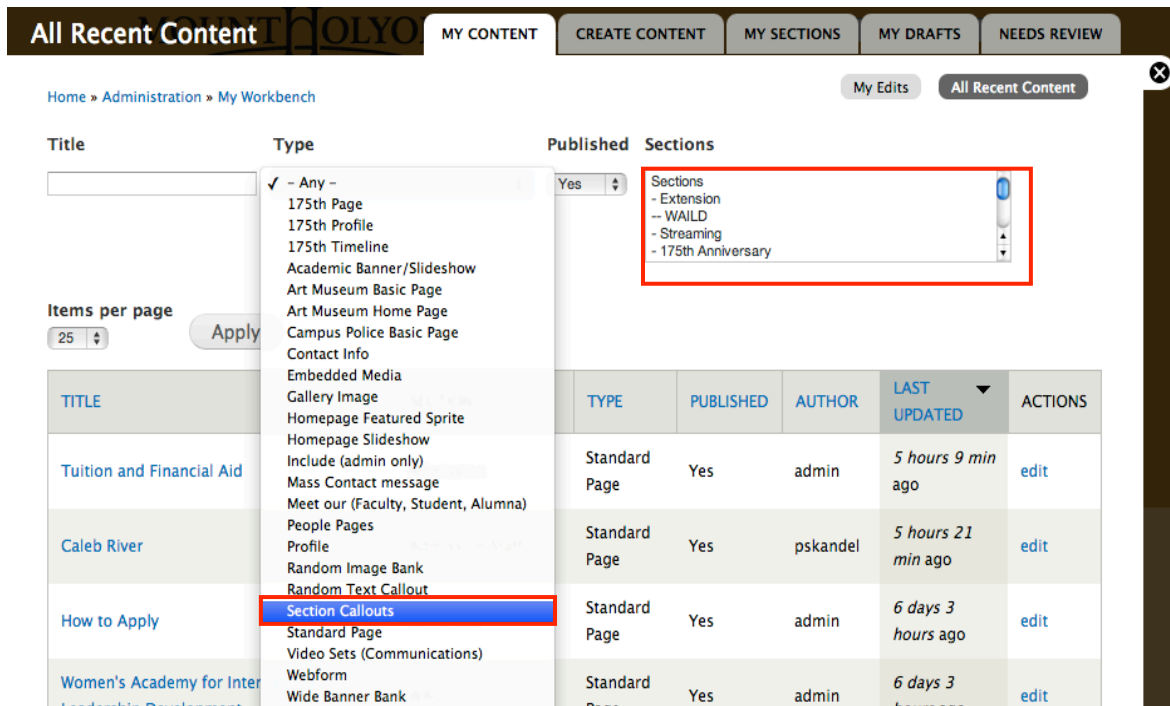 All Recent Content
MY CONTENT
CREATE CONTENT
MY SECTIONS
MY DRAFTS
NEEDS REVIEW
Home » Administration » My Workbench
My Edits
All Recent Content
Title
Type
Published
Sections
✓ – Any –
175th Page
175th Profile
175th Timeline
Academic Banner/Slideshow
Art Museum Basic Page
Art Museum Home Page
Campus Police Basic Page
Contact Info
Embedded Media
Gallery Image
Homepage Featured Sprite
Homepage Slideshow
Include (admin only)
Mass Contact message
Meet our (Faculty, Student, Alumna)
People Pages
Profile
Random Image Bank
Random Text Callout
Section Callouts
Standard Page
Video Sets (Communications)
Webform
Wide Banner Bank
Yes
Sections
- Extension
-- WAILD
- Streaming
- 175th Anniversary
Items per page
25
Apply
TITLE
TYPE
PUBLISHED
AUTHOR
LAST
UPDATED
ACTIONS
Tuition and Financial Aid
Standard
Page
Yes
admin
5 hours 9 min
ago
edit
Caleb River
Standard
Page
Yes
pskandel
5 hours 21
min ago
edit
How to Apply
Standard
Page
Yes
admin
6 days 3
hours ago
edit
Women's Academy for
Standard
Yes
admin
6 days 3
edit